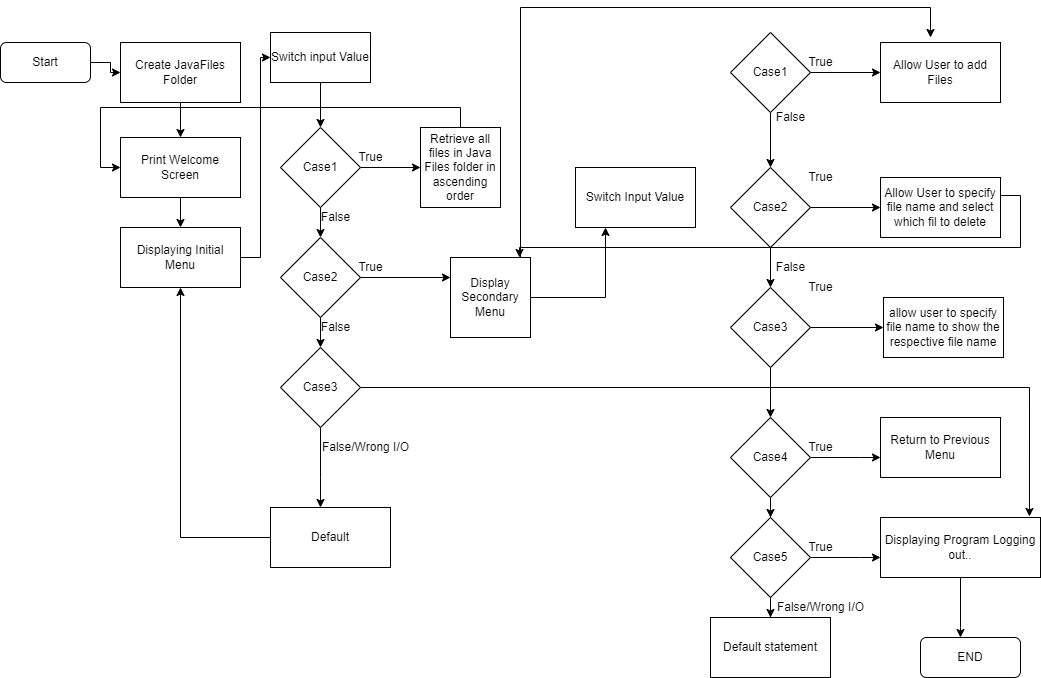 Start
Create JavaFiles
Folder
Print Welcome
Screen
Displaying Initial
Menu
Switch input Value
Case1
True
Retrieve all
files in Java
Files folder in
ascending
order
False
Case2
True
Display
Secondary
Menu
False
Case3
False/Wrong I/O
Default
Switch Input Value
Case1
True
Allow User to add
Files
False
Case2
True
Allow User to specify
file name and select
which fil to delete
False
True
Case3
allow user to specify
file name to show the
respective file name
Case4
True
Return to Previous
Menu
Case5
True
Displaying Program Logging
out..
False/Wrong I/O
Default statement
END